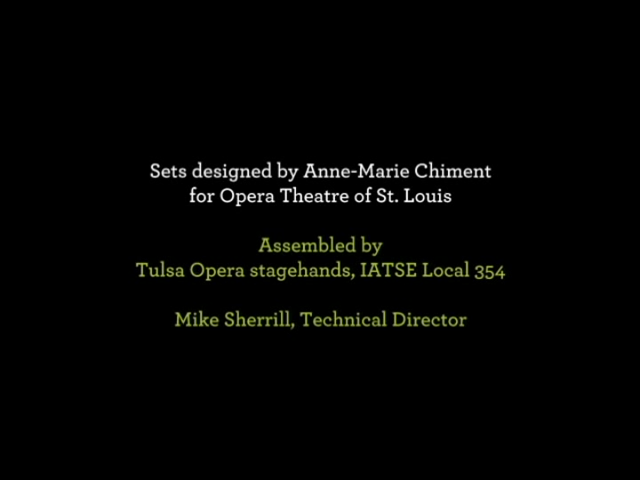 Sets designed by Anne-Marie Chiment
for Opera Theatre of St. Louis
Assembled by
Tulsa Opera stagehands, IATSE Local 354
Mike Sherrill, Technical Director